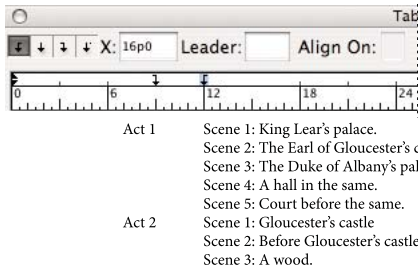 Tab
X: 16p0 Leader: Align On:
0 6 12 18 24
Act 1 Scene 1: King Lear's palace.
Scene 2: The Earl of Gloucester's
Scene 3: The Duke of Albany's
Scene 4: A hall in the same.
Scene 5: Court before the same.
Act 2 Scene 1: Gloucester's castle
Scene 2: Before Gloucester's castle
Scene 3: A wood.